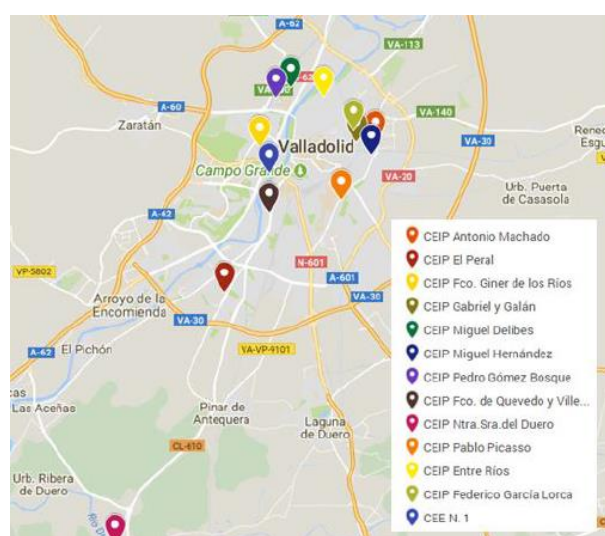 A-62
VA-113
A-60
VA-140
Zaratán
VA-30
Valladolid
Campo Grande
VA-20
Urb. Puerta
de Casasola
A-62
VP-5802
N-601
A-601
VA-30
Arroyo de la
Encomienda
VA-30
A-62
El Pichón
VA-VP-9101
Las Aceñas
Pinar de
Antequera
Laguna
de Duero
CL-610
Urb. Ribera
de Duero
CEIP Antonio Machado
CEIP El Peral
CEIP Fco. Giner de los Ríos
CEIP Gabriel y Galán
CEIP Miguel Delibes
CEIP Miguel Hernández
CEIP Pedro Gómez Bosque
CEIP Fco. de Quevedo y Ville...
CEIP Ntra.Sra.del Duero
CEIP Pablo Picasso
CEIP Entre Ríos
CEIP Federico García Lorca
CEE N. 1